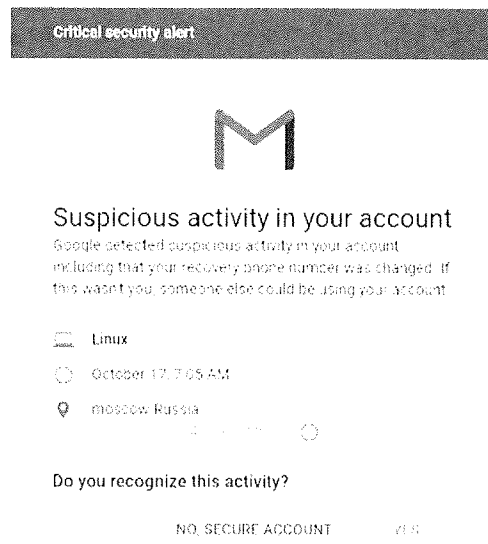 Critical security alert
Suspicious activity in your account
Google detected suspicious activity in your account
including that your recovery phone number was changed. If
this wasn't you, someone else could be using your account
Linux
October 17, 7:05 AM
moscow Russia
Do you recognize this activity?
NO, SECURE ACCOUNT YES